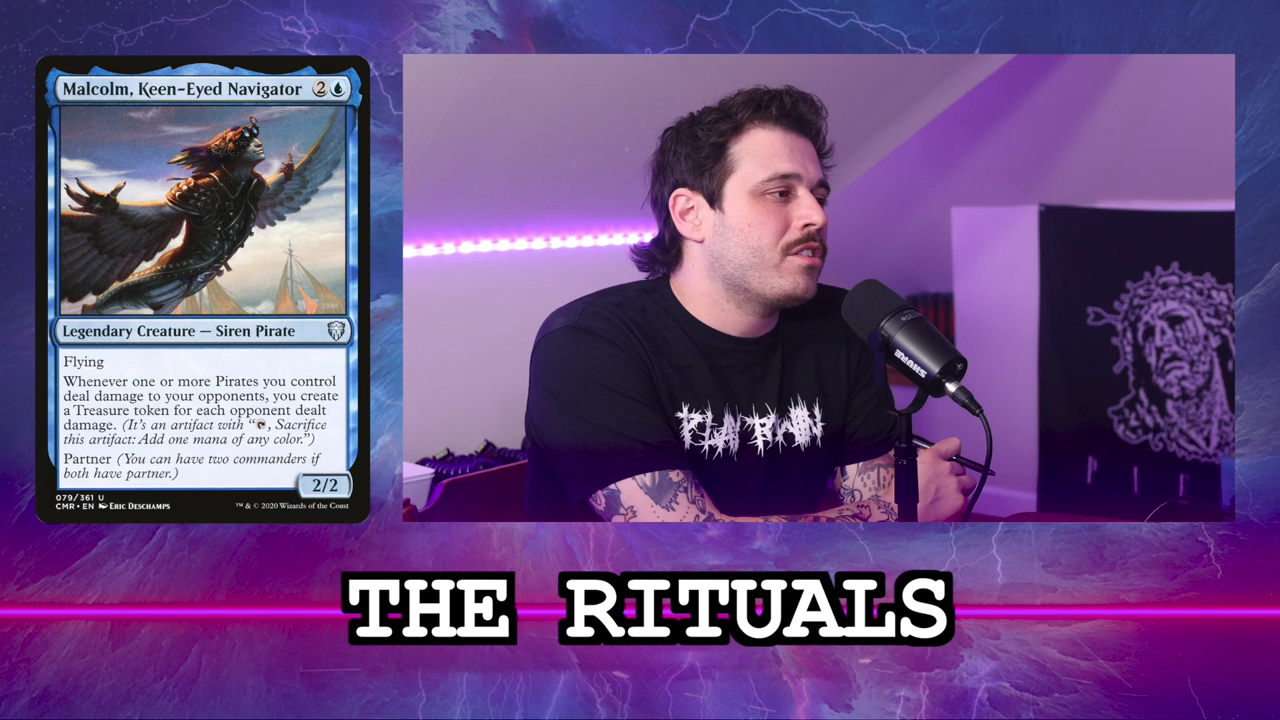 Malcolm, Keen-Eyed Navigator 2
Legendary Creature — Siren Pirate
Flying
Whenever one or more Pirates you control
deal damage to your opponents, you create
a Treasure token for each opponent dealt
damage. (It's an artifact with “, Sacrifice
this artifact: Add one mana of any color.”)
Partner (You can have two commanders if
both have partner.)
2/2
079/361 U
CMR • EN Eric Deschamps
™ & © 2020 Wizards of the Coast
SHURE
THE RITUALS